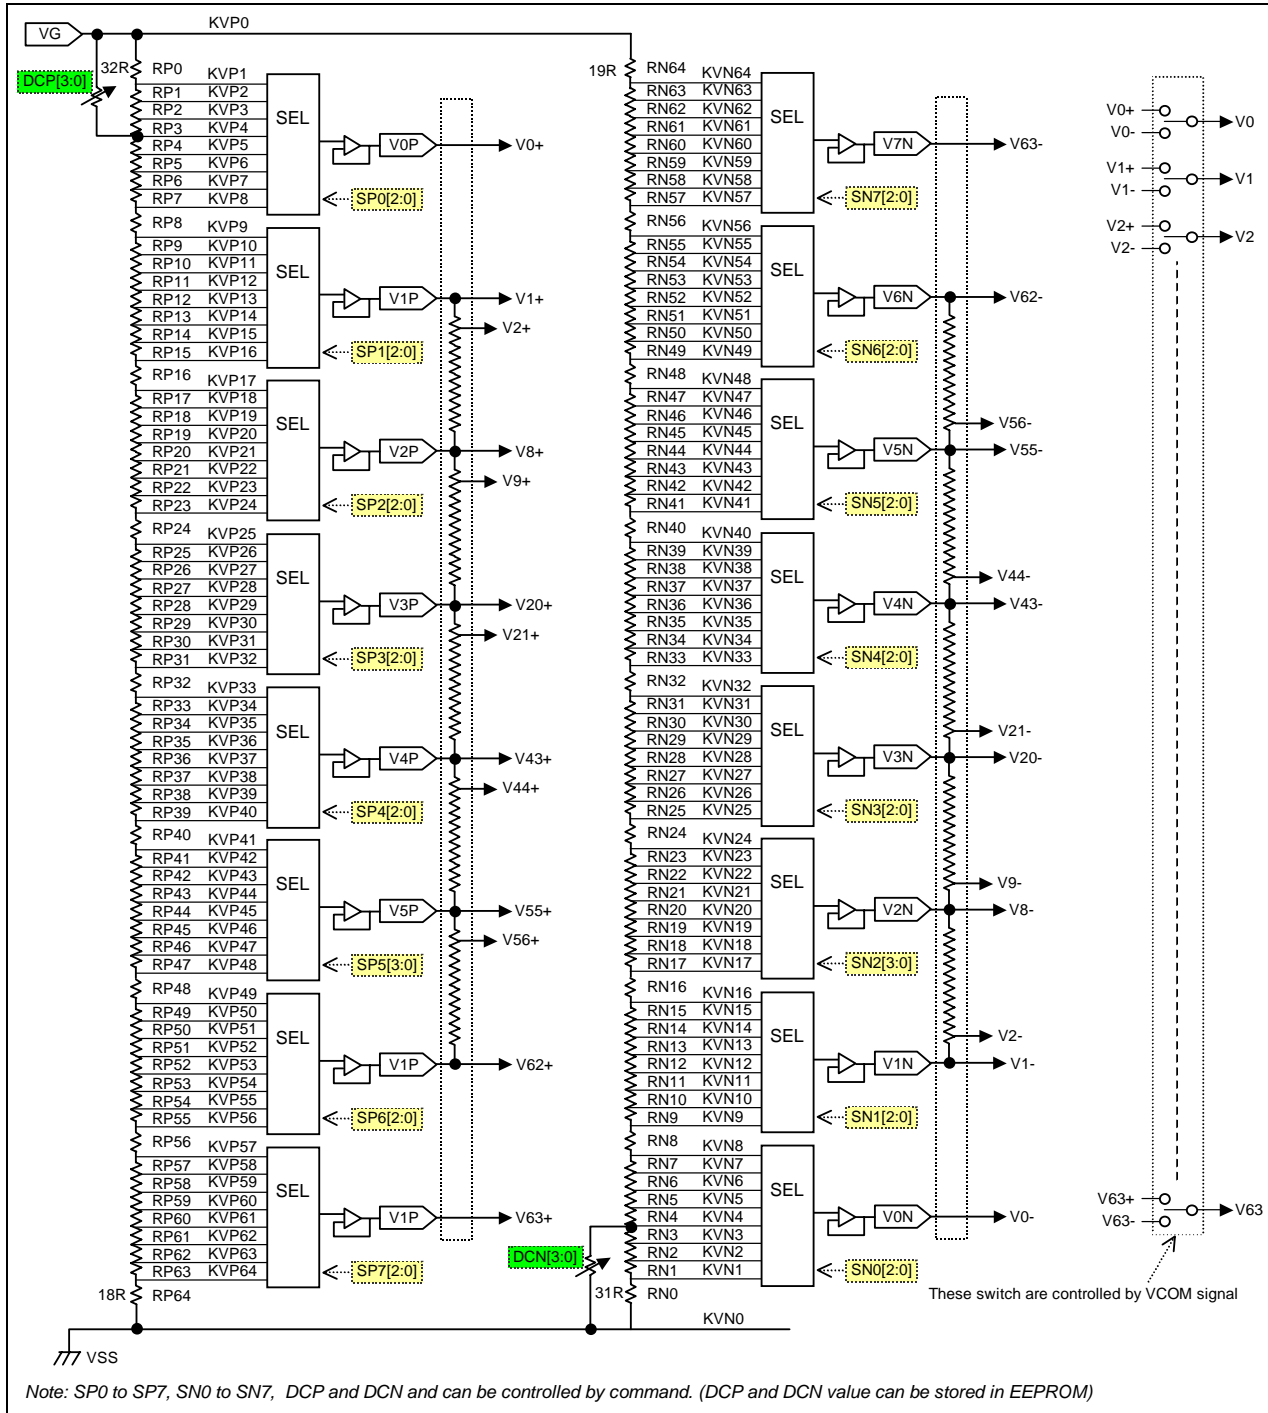 VG
KVP0
DCP[3:0]
32R
RP0 KVP1
RP1 KVP2
RP2 KVP3
RP3 KVP4
RP4 KVP5
RP5 KVP6
RP6 KVP7
RP7 KVP8
SEL
V0P
V0+
SP0[2:0]
RP8 KVP9
RP9 KVP10
RP10 KVP11
RP11 KVP12
RP12 KVP13
RP13 KVP14
RP14 KVP15
RP15 KVP16
SEL
V1P
V1+
V2+
SP1[2:0]
RP16 KVP17
RP17 KVP18
RP18 KVP19
RP19 KVP20
RP20 KVP21
RP21 KVP22
RP22 KVP23
RP23 KVP24
SEL
V2P
V8+
V9+
SP2[2:0]
RP24 KVP25
RP25 KVP26
RP26 KVP27
RP27 KVP28
RP28 KVP29
RP29 KVP30
RP30 KVP31
RP31 KVP32
SEL
V3P
V20+
V21+
SP3[2:0]
RP32 KVP33
RP33 KVP34
RP34 KVP35
RP35 KVP36
RP36 KVP37
RP37 KVP38
RP38 KVP39
RP39 KVP40
SEL
V4P
V43+
V44+
SP4[2:0]
RP40 KVP41
RP41 KVP42
RP42 KVP43
RP43 KVP44
RP44 KVP45
RP45 KVP46
RP46 KVP47
RP47 KVP48
SEL
V5P
V55+
V56+
SP5[3:0]
RP48 KVP49
RP49 KVP50
RP50 KVP51
RP51 KVP52
RP52 KVP53
RP53 KVP54
RP54 KVP55
RP55 KVP56
SEL
V1P
V62+
SP6[2:0]
RP56 KVP57
RP57 KVP58
RP58 KVP59
RP59 KVP60
RP60 KVP61
RP61 KVP62
RP62 KVP63
RP63 KVP64
SEL
V1P
V63+
SP7[2:0]
18R RP64
VSS
19R
RN64 KVN64
RN63 KVN63
RN62 KVN62
RN61 KVN61
RN60 KVN60
RN59 KVN59
RN58 KVN58
RN57 KVN57
SEL
V7N
V63-
SN7[2:0]
RN56 KVN56
RN55 KVN55
RN54 KVN54
RN53 KVN53
RN52 KVN52
RN51 KVN51
RN50 KVN50
RN49 KVN49
SEL
V6N
V62-
SN6[2:0]
RN48 KVN48
RN47 KVN47
RN46 KVN46
RN45 KVN45
RN44 KVN44
RN43 KVN43
RN42 KVN42
RN41 KVN41
SEL
V56-
V5N
V55-
SN5[2:0]
RN40 KVN40
RN39 KVN39
RN38 KVN38
RN37 KVN37
RN36 KVN36
RN35 KVN35
RN34 KVN34
RN33 KVN33
SEL
V44-
V4N
V43-
SN4[2:0]
RN32 KVN32
RN31 KVN31
RN30 KVN30
RN29 KVN29
RN28 KVN28
RN27 KVN27
RN26 KVN26
RN25 KVN25
SEL
V21-
V3N
V20-
SN3[2:0]
RN24 KVN24
RN23 KVN23
RN22 KVN22
RN21 KVN21
RN20 KVN20
RN19 KVN19
RN18 KVN18
RN17 KVN17
SEL
V9-
V2N
V8-
SN2[3:0]
RN16 KVN16
RN15 KVN15
RN14 KVN14
RN13 KVN13
RN12 KVN12
RN11 KVN11
RN10 KVN10
RN9 KVN9
SEL
V2-
V1N
V1-
SN1[2:0]
RN8 KVN8
RN7 KVN7
RN6 KVN6
RN5 KVN5
RN4 KVN4
RN3 KVN3
RN2 KVN2
RN1 KVN1
SEL
V0N
V0-
SN0[2:0]
DCN[3:0]
31R RN0
KVN0
V0+
V0-
V0
V1+
V1-
V1
V2+
V2-
V2
V63+
V63-
V63
These switch are controlled by VCOM signal
Note: SP0 to SP7, SN0 to SN7, DCP and DCN and can be controlled by command. (DCP and DCN value can be stored in EEPROM)